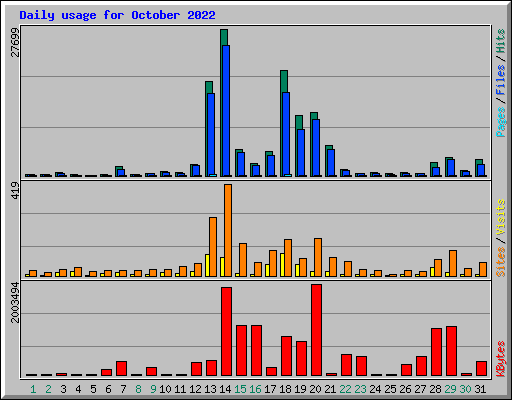 Daily usage for October 2022
27699
Pages / Files / Hits
419
Sites / Visits
2003494
KBytes
1 2 3 4 5 6 7 8 9 10 11 12 13 14 15 16 17 18 19 20 21 22 23 24 25 26 27 28 29 30 31